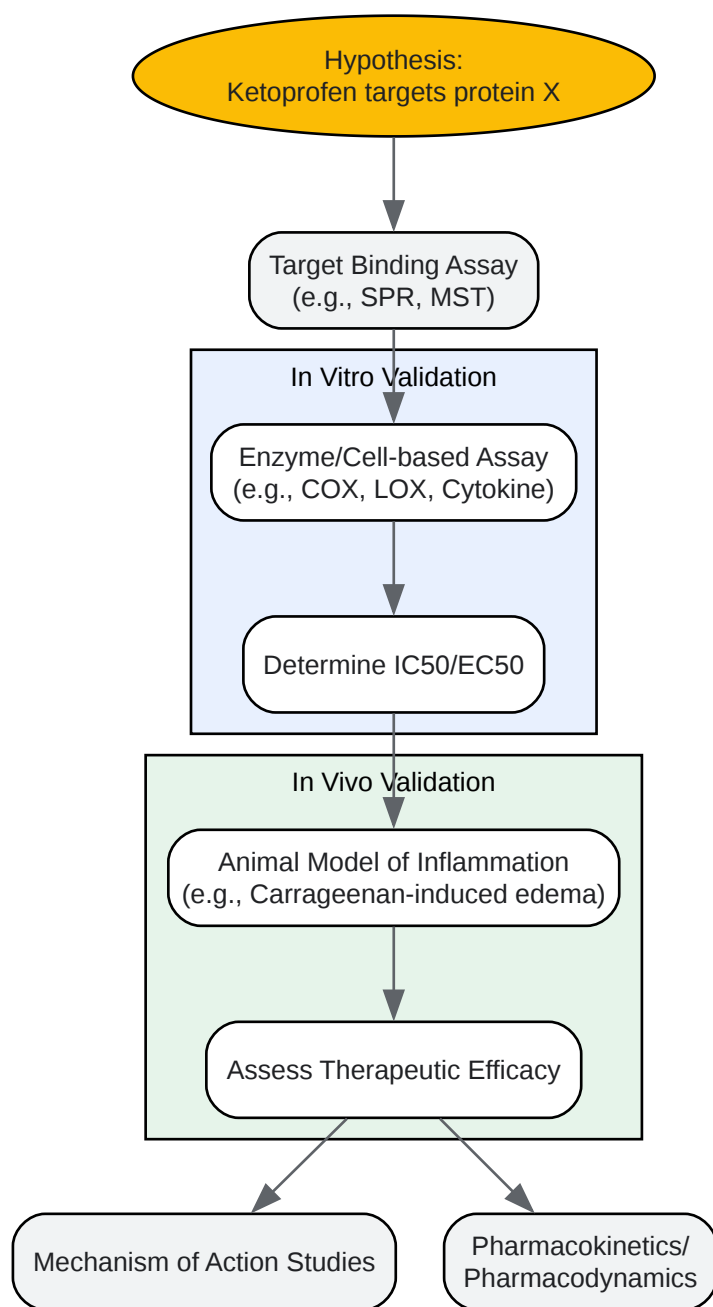 Hypothesis:
Ketoprofen targets protein X
Target Binding Assay
(e.g., SPR, MST)
In Vitro Validation
Enzyme/Cell-based Assay
(e.g., COX, LOX, Cytokine)
Determine IC50/EC50
In Vivo Validation
Animal Model of Inflammation
(e.g., Carrageenan-induced edema)
Assess Therapeutic Efficacy
Mechanism of Action Studies
Pharmacokinetics/
Pharmacodynamics